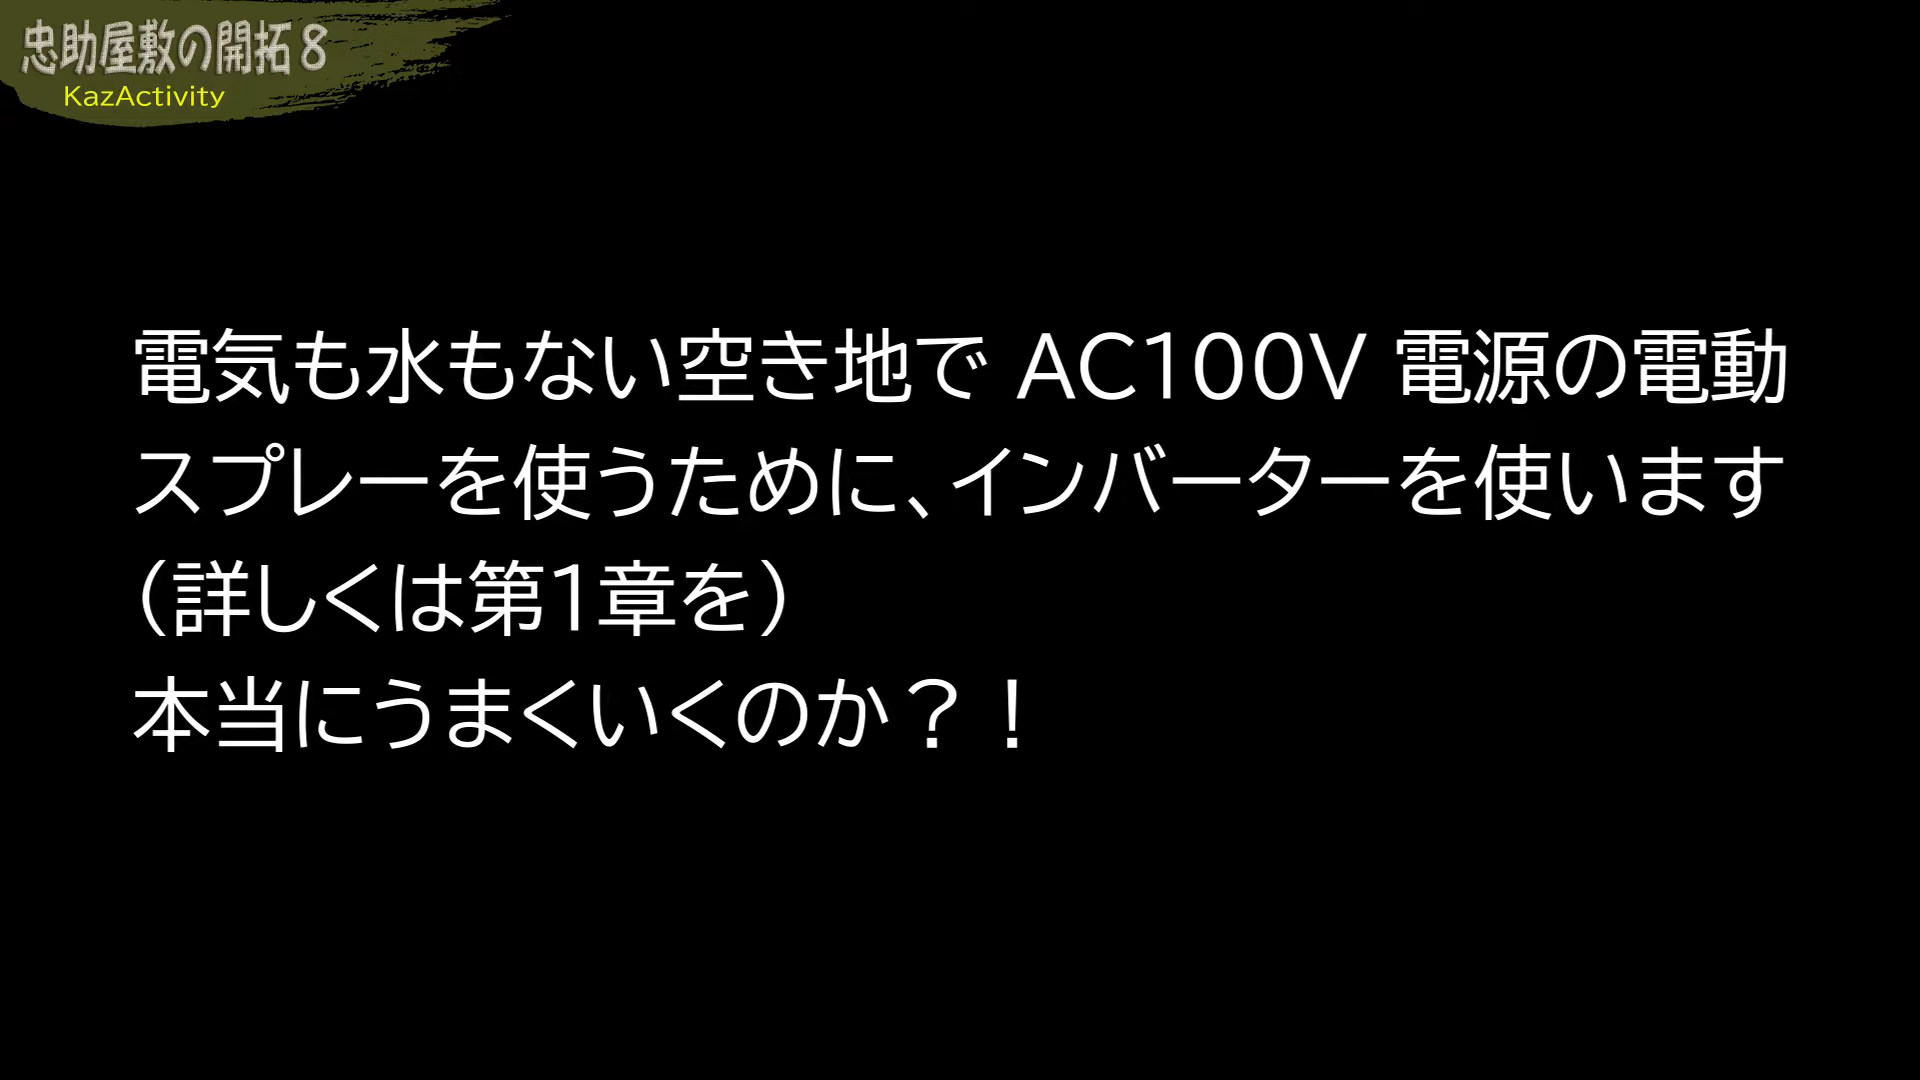 忠助屋敷の開拓８
KazActivity
電気も水もない空き地で AC100V 電源の電動
スプレーを使うために、インバーターを使います
（詳しくは第1章を）
本当にうまくいくのか？！